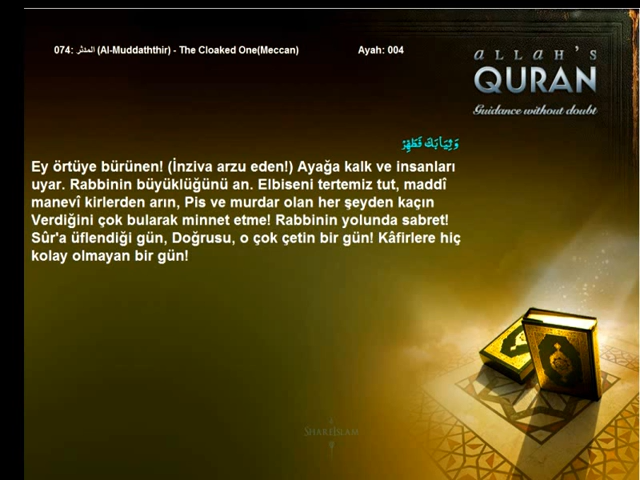 074: المدثر (Al-Muddaththir) - The Cloaked One(Meccan) Ayah: 004
ALLAH'S
QURAN
Guidance without doubt
وَثِيَابَكَ فَطَهِّرْ
Ey örtüye bürünen! (İnziva arzu eden!) Ayağa kalk ve insanları
uyar. Rabbinin büyüklüğünü an. Elbiseni tertemiz tut, maddî
manevî kirlerden arın, Pis ve murdar olan her şeyden kaçın
Verdiğini çok bularak minnet etme! Rabbinin yolunda sabret!
Sûr'a üflendiği gün, Doğrusu, o çok çetin bir gün! Kâfirlere hiç
kolay olmayan bir gün!
SHAREISLAM